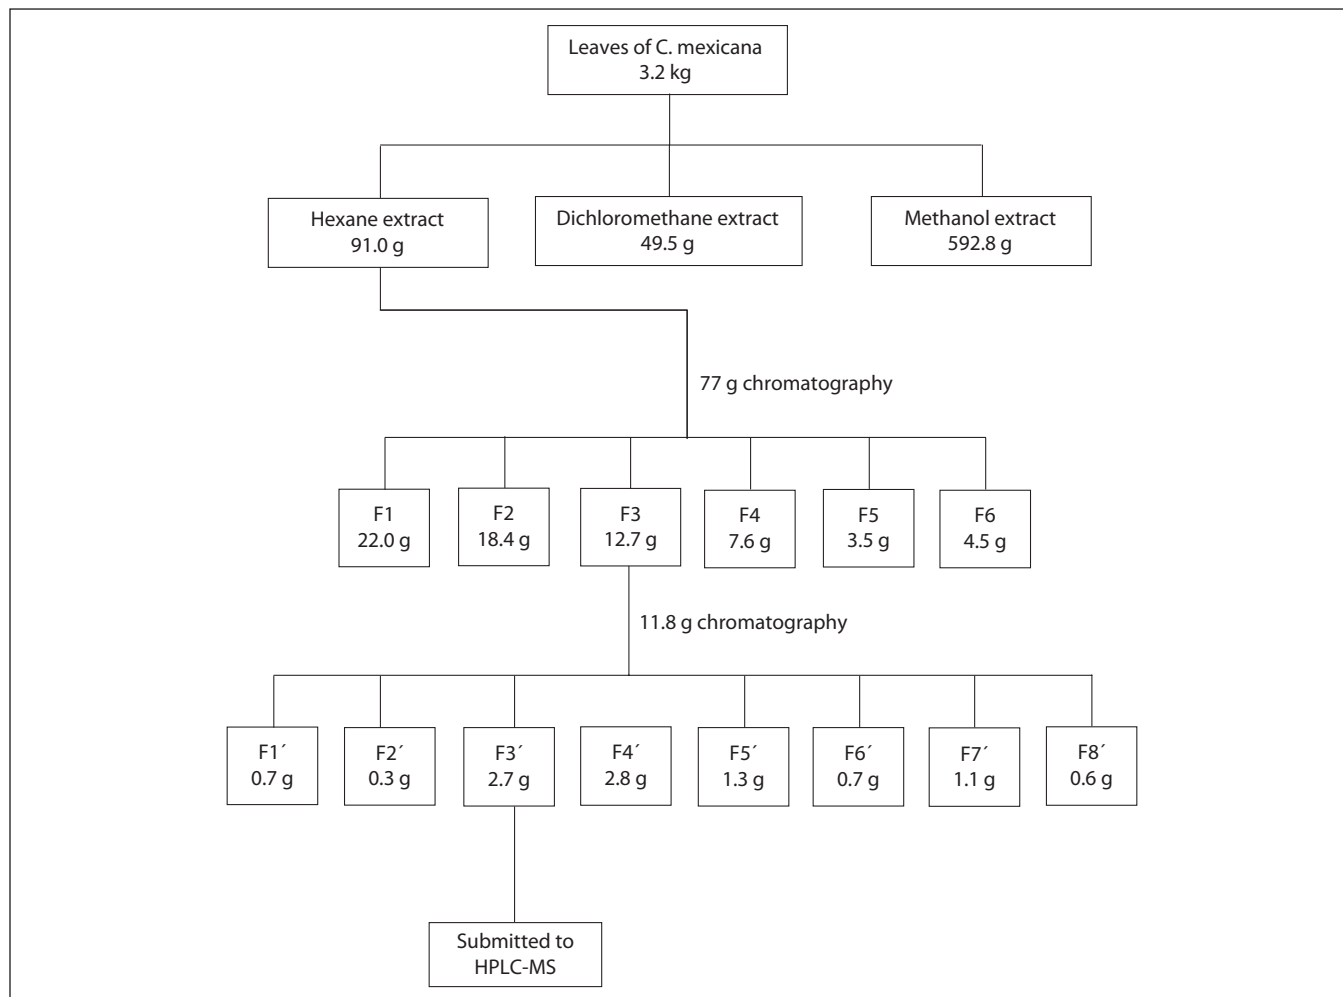 Leaves of C. mexicana
3.2 kg
Hexane extract
91.0 g
Dichloromethane extract
49.5 g
Methanol extract
592.8 g
77 g chromatography
F1
22.0 g
F2
18.4 g
F3
12.7 g
F4
7.6 g
F5
3.5 g
F6
4.5 g
11.8 g chromatography
F1´
0.7 g
F2´
0.3 g
F3´
2.7 g
F4´
2.8 g
F5´
1.3 g
F6´
0.7 g
F7´
1.1 g
F8´
0.6 g
Submitted to
HPLC-MS